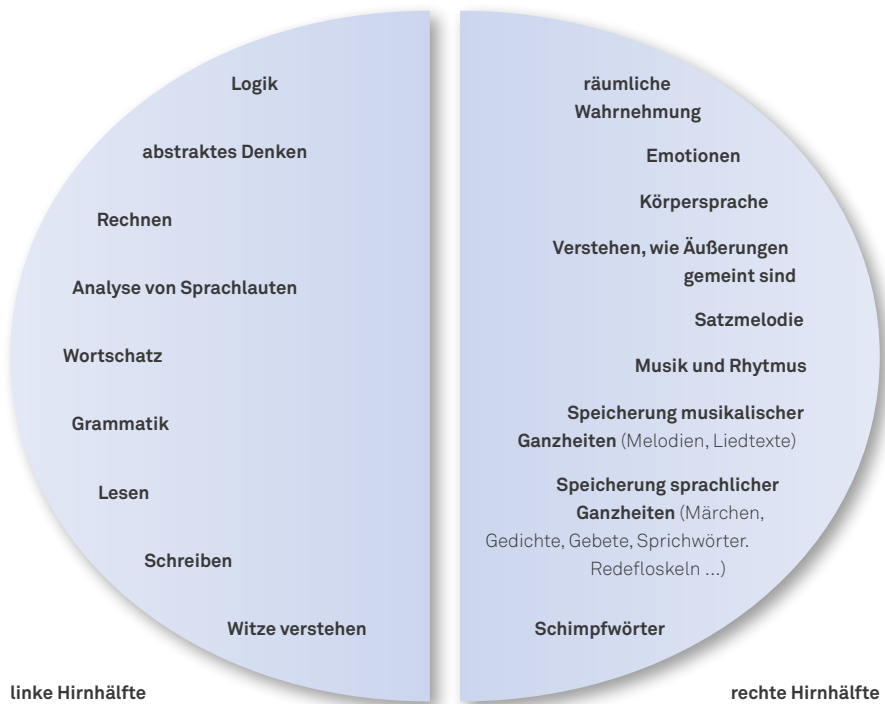 Logik
abstraktes Denken
Rechnen
Analyse von Sprachlauten
Wortschatz
Grammatik
Lesen
Schreiben
Witze verstehen
linke Hirnhälfte
räumliche
Wahrnehmung
Emotionen
Körpersprache
Verstehen, wie Äußerungen
gemeint sind
Satzmelodie
Musik und Rhytmus
Speicherung musikalischer
Ganzheiten (Melodien, Liedtexte)
Speicherung sprachlicher
Ganzheiten (Märchen,
Gedichte, Gebete, Sprichwörter.
Redefloskeln ...)
Schimpfwörter
rechte Hirnhälfte